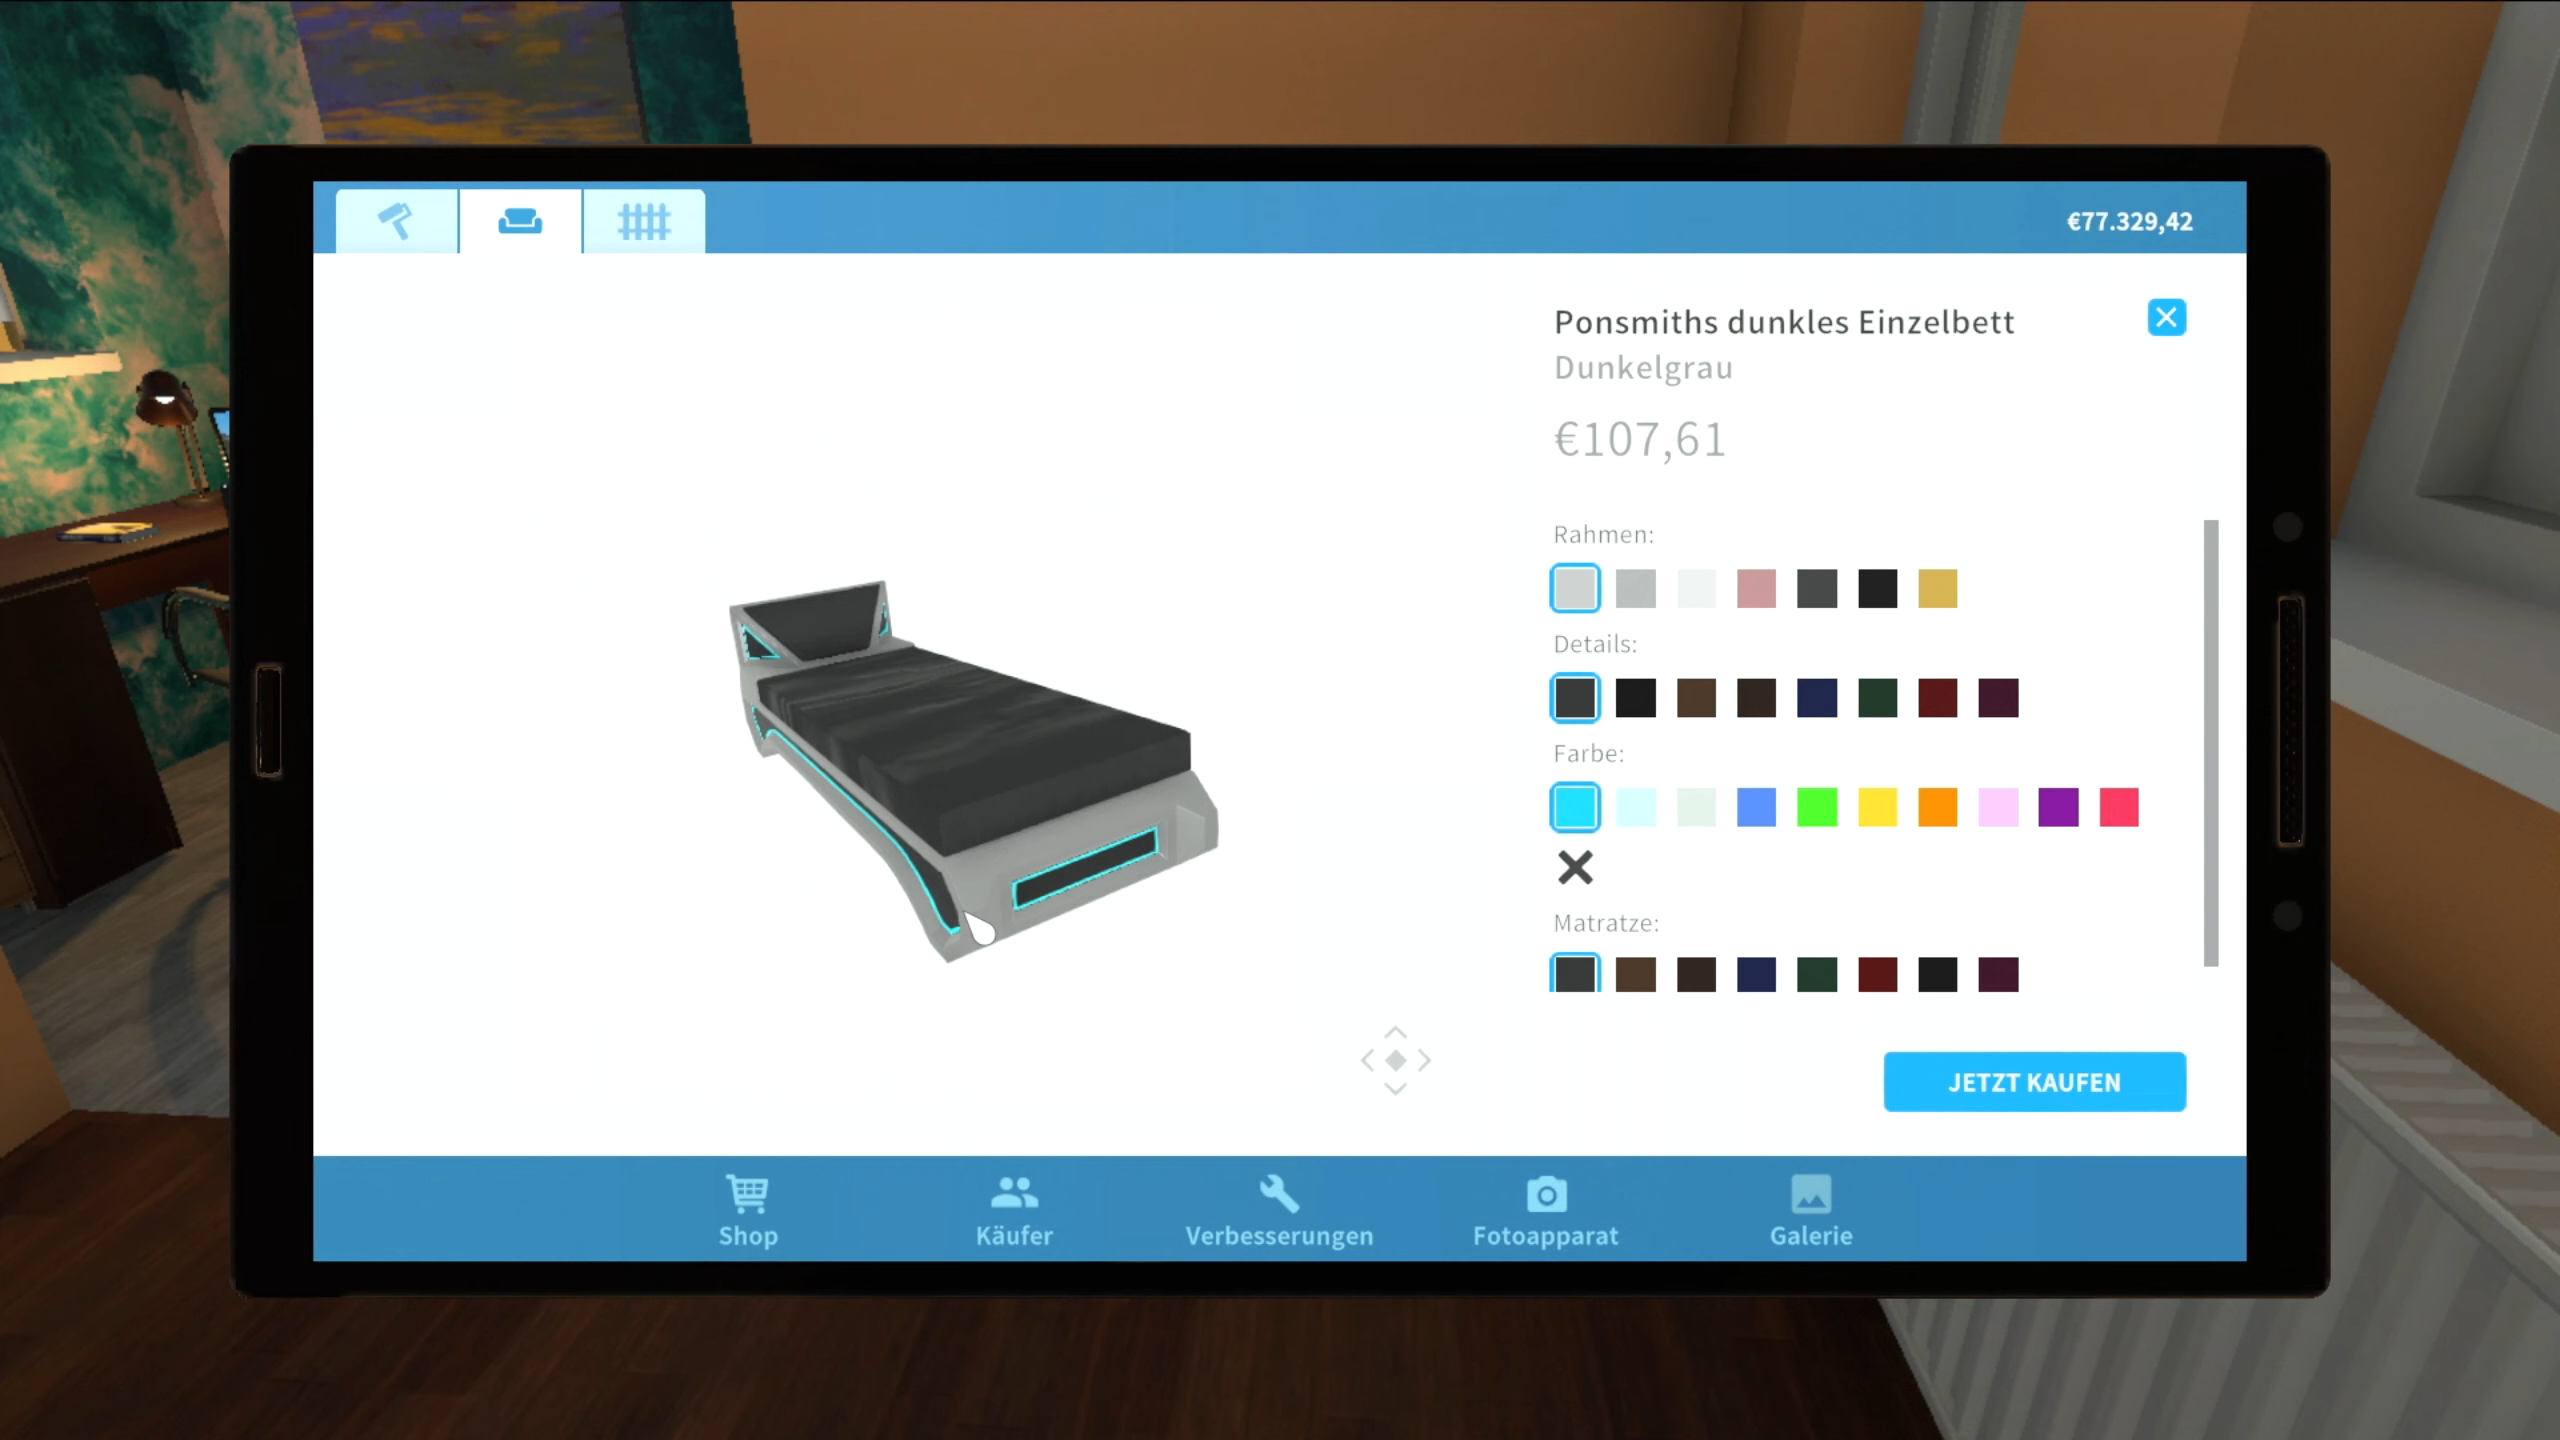 €77.329,42
Ponsmiths dunkles Einzelbett
Dunkelgrau
€107,61
Rahmen:
Details:
Farbe:
Matratze:
JETZT KAUFEN
Shop
Käufer
Verbesserungen
Fotoapparat
Galerie